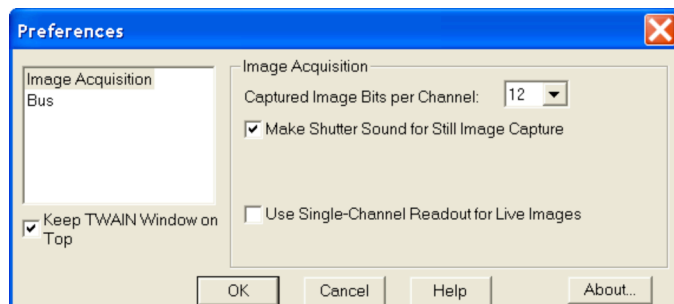 Preferences
Image Acquisition
Bus
Keep TWAIN Window on
Top
Image Acquisition
Captured Image Bits per Channel: 12
Make Shutter Sound for Still Image Capture
Use Single-Channel Readout for Live Images
OK Cancel Help About...